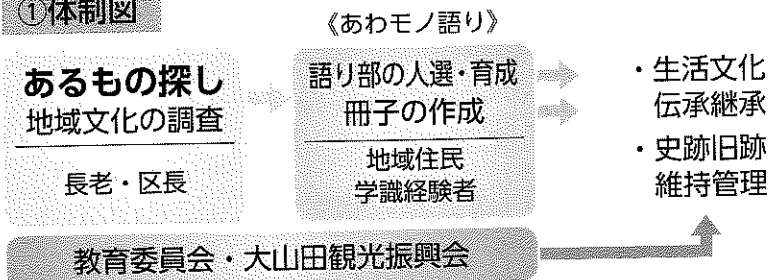 ①体制図
《あわモノ語り》
あるもの探し
地域文化の調査
長老・区長
語り部の人選・育成
冊子の作成
地域住民
学識経験者
・生活文化
伝承継承
・史跡旧跡
維持管理
教育委員会・大山田観光振興会